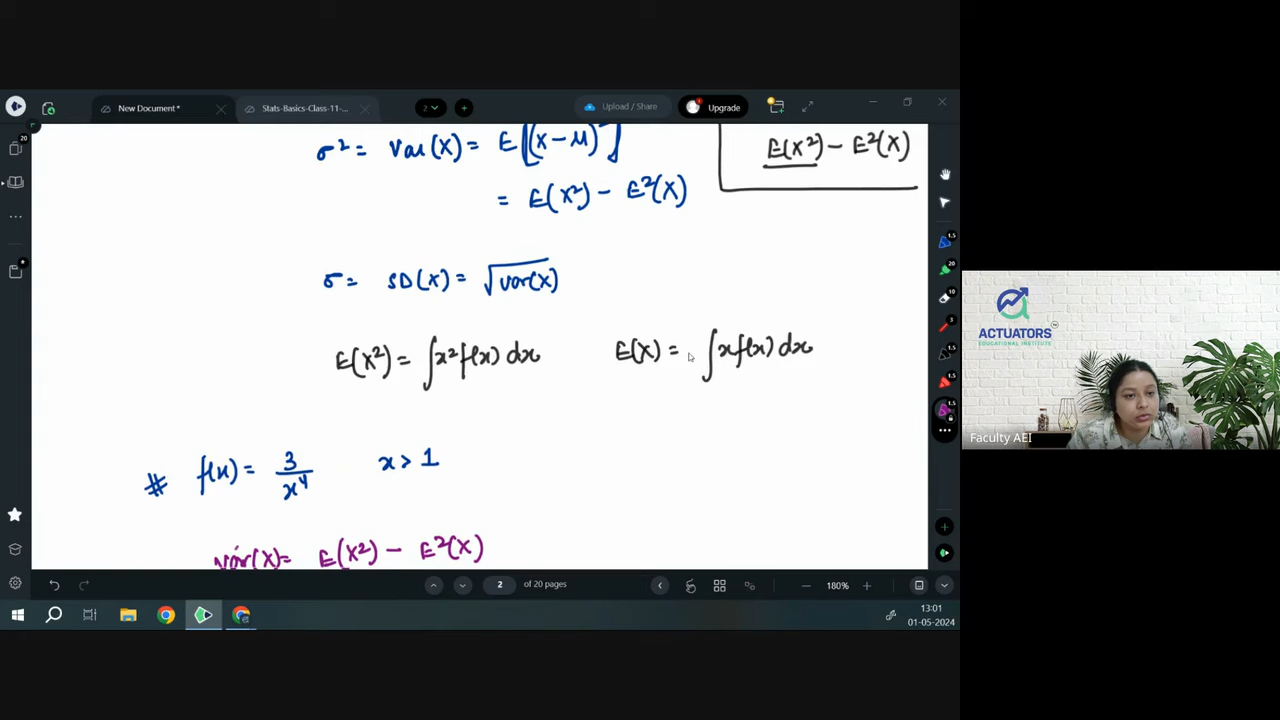 New Document*
Stats-Basics-Class-11-...
2
Upload / Share
Upgrade
σ² = Var(X) = E[(X-μ)²]
= E(X²) - E²(X)
E(X²) - E²(X)
σ = SD(X) = √Var(X)
E(X²) = ∫x² f(x) dx
E(X) = ∫x f(x) dx
# f(x) = 3/x⁴ x > 1
Var(X) = E(X²) - E²(X)
ACTUATORS
EDUCATIONAL INSTITUTE
Faculty AEI
2 of 20 pages
180%
13:01
01-05-2024